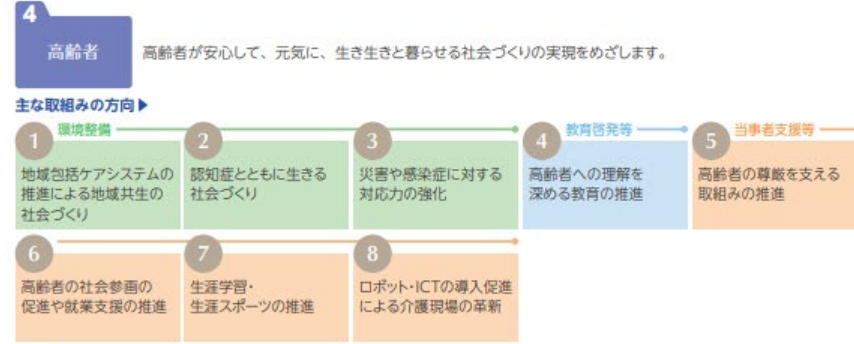 4
高齢者
高齢者が安心して、元気に、生き生きと暮らせる社会づくりの実現をめざします。
主な取組みの方向▶
環境整備
教育啓発等
当事者支援等
1
地域包括ケアシステムの
推進による地域共生の
社会づくり
2
認知症とともに生きる
社会づくり
3
災害や感染症に対する
対応力の強化
4
高齢者への理解を
深める教育の推進
5
高齢者の尊厳を支える
取組みの推進
6
高齢者の社会参画の
促進や就業支援の推進
7
生涯学習・
生涯スポーツの推進
8
ロボット・ICTの導入促進
による介護現場の革新